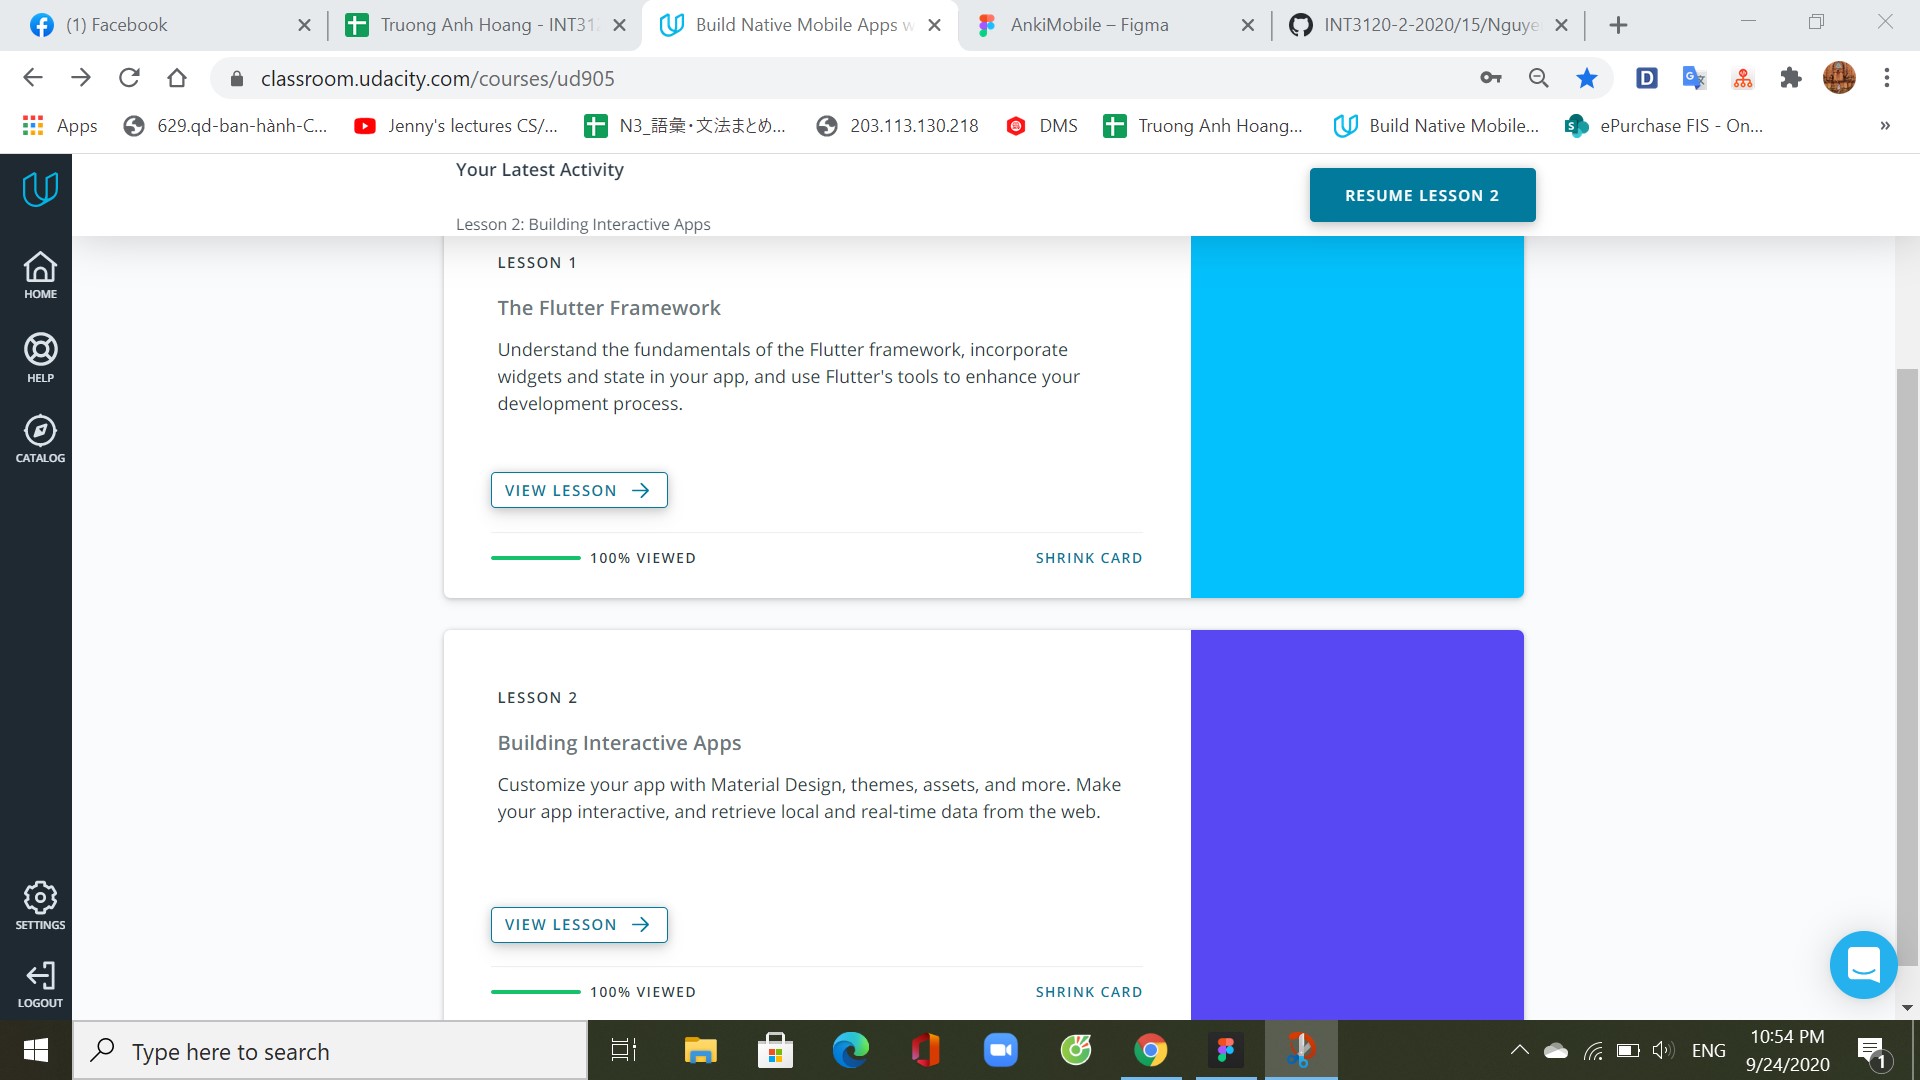 (1) Facebook
Truong Anh Hoang - INT31
Build Native Mobile Apps w
AnkiMobile – Figma
INT3120-2-2020/15/Nguye
classroom.udacity.com/courses/ud905
Apps
629.qd-ban-hành-C...
Jenny's lectures CS/...
N3_語彙・文法まとめ...
203.113.130.218
DMS
Truong Anh Hoang...
Build Native Mobile...
ePurchase FIS - On...
»
Your Latest Activity
Lesson 2: Building Interactive Apps
RESUME LESSON 2
HOME
HELP
CATALOG
SETTINGS
LOGOUT
LESSON 1
The Flutter Framework
Understand the fundamentals of the Flutter framework, incorporate
widgets and state in your app, and use Flutter's tools to enhance your
development process.
VIEW LESSON
100% VIEWED
SHRINK CARD
LESSON 2
Building Interactive Apps
Customize your app with Material Design, themes, assets, and more. Make
your app interactive, and retrieve local and real-time data from the web.
VIEW LESSON
100% VIEWED
SHRINK CARD
Type here to search
ENG
10:54 PM
9/24/2020
1